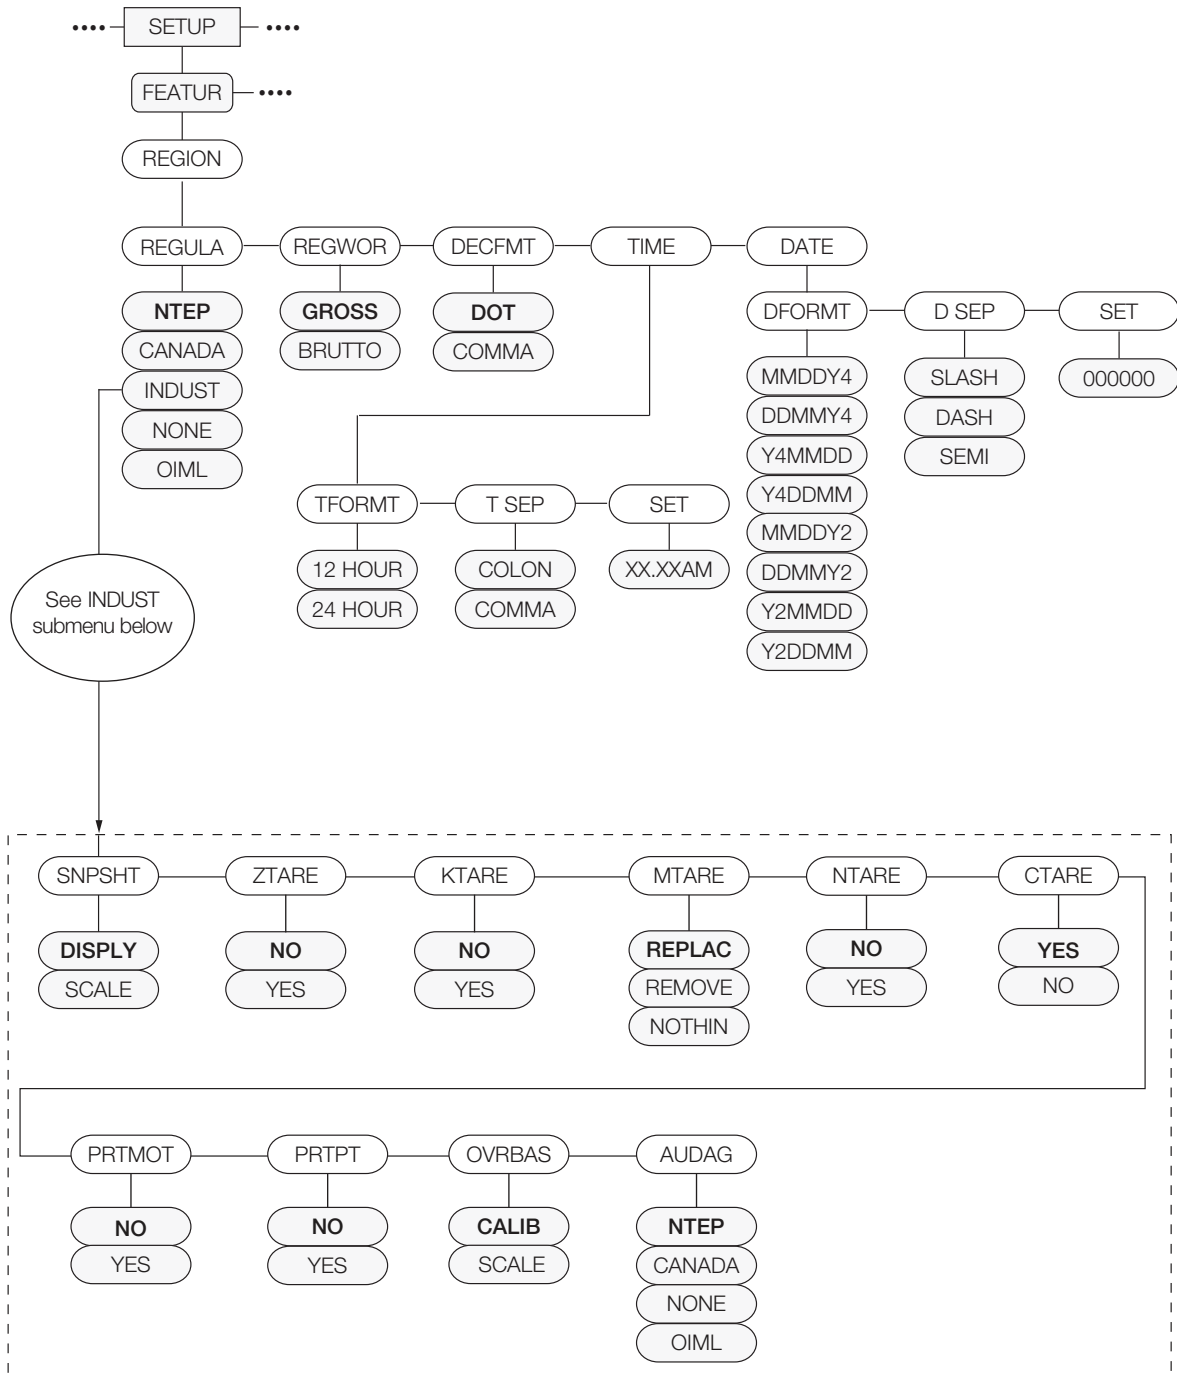 •••• SETUP ••••
FEATUR ••••
REGION
REGULA REGWOR DECFMT TIME DATE
NTEP GROSS DOT DFORMT D SEP SET
CANADA BRUTTO COMMA
MMDDY4 SLASH 000000
INDUST
DDMMY4 DASH
NONE
Y4MMDD SEMI
OIML
Y4DDMM
TFORMT T SEP SET
MMDDY2
12 HOUR COLON XX.XXAM
DDMMY2
24 HOUR COMMA
Y2MMDD
Y2DDMM
See INDUST
submenu below
SNPSHT ZTARE KTARE MTARE NTARE CTARE
DISPLY NO NO REPLAC NO YES
SCALE YES YES REMOVE YES NO
NOTHIN
PRTMOT PRTPT OVRBAS AUDAG
NO NO CALIB NTEP
YES YES SCALE CANADA
NONE
OIML